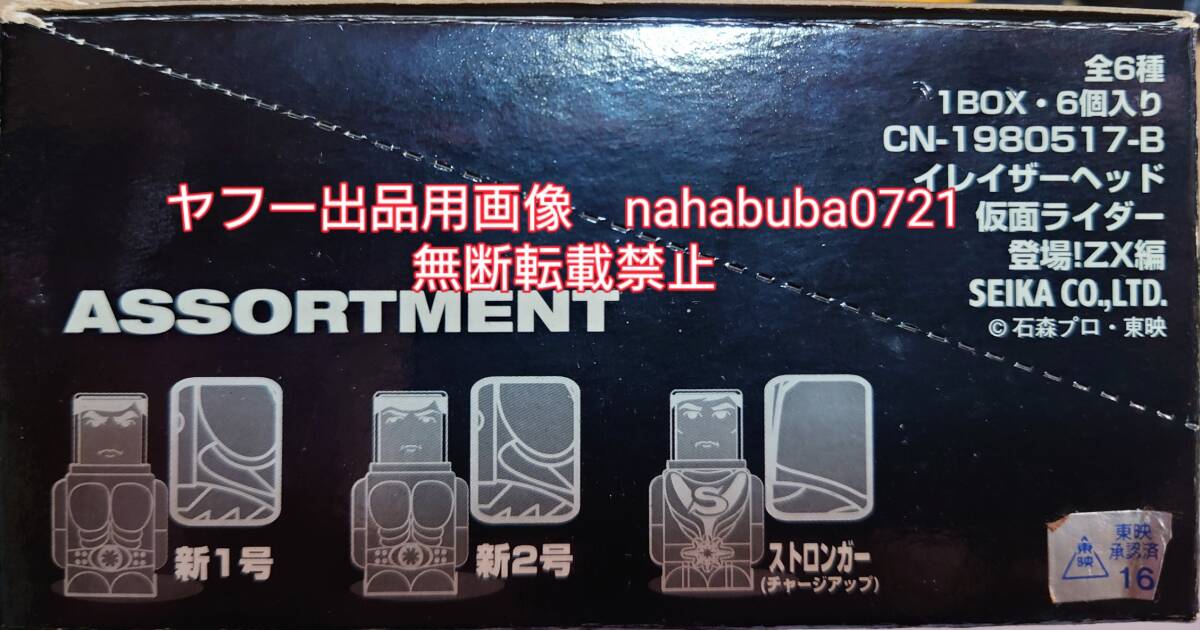 全6種
1BOX・6個入り
CN-1980517-B
イレイザーヘッド
仮面ライダー
登場!ZX編
SEIKA CO.,LTD.
©石森プロ・東映
ヤフー出品用画像 nahabuba0721
無断転載禁止
ASSORTMENT
S
新1号
新2号
ストロンガー
(チャージアップ)
東映
承認済
東映
16